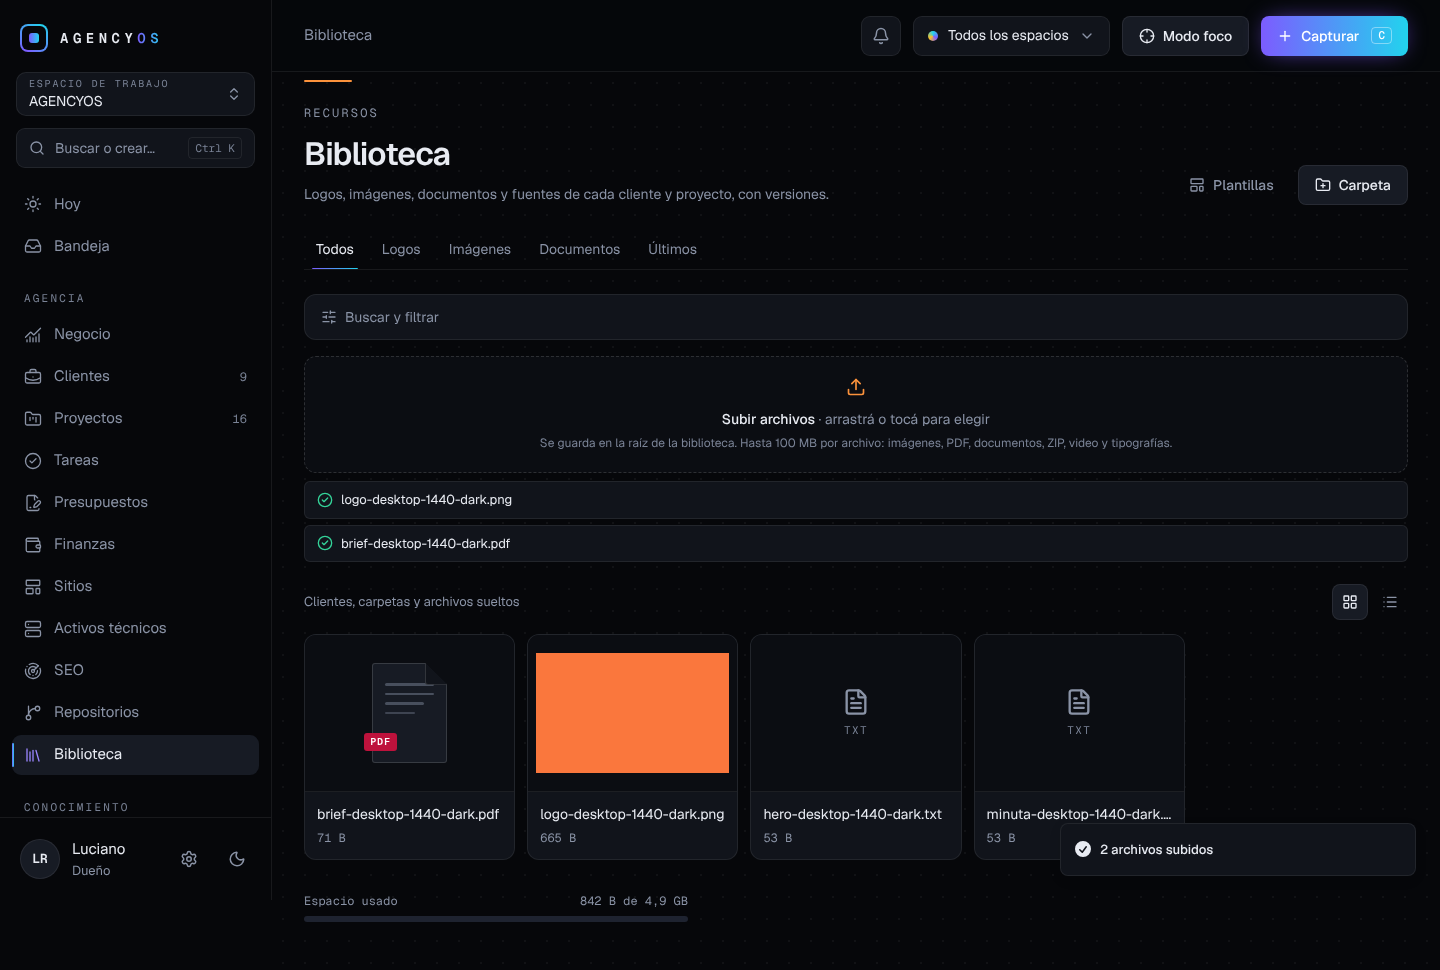 AGENCYOS
ESPACIO DE TRABAJO
AGENCYOS
Buscar o crear...
Ctrl K
Hoy
Bandeja
AGENCIA
Negocio
Clientes
9
Proyectos
16
Tareas
Presupuestos
Finanzas
Sitios
Activos técnicos
SEO
Repositorios
Biblioteca
CONOCIMIENTO
LR
Luciano
Dueño
Biblioteca
Todos los espacios
Modo foco
Capturar
C
RECURSOS
Biblioteca
Logos, imágenes, documentos y fuentes de cada cliente y proyecto, con versiones.
Plantillas
Carpeta
Todos
Logos
Imágenes
Documentos
Últimos
Buscar y filtrar
Subir archivos · arrastrá o tocá para elegir
Se guarda en la raíz de la biblioteca. Hasta 100 MB por archivo: imágenes, PDF, documentos, ZIP, video y tipografías.
logo-desktop-1440-dark.png
brief-desktop-1440-dark.pdf
Clientes, carpetas y archivos sueltos
PDF
brief-desktop-1440-dark.pdf
71 B
logo-desktop-1440-dark.png
665 B
TXT
hero-desktop-1440-dark.txt
53 B
TXT
minuta-desktop-1440-dark....
53 B
2 archivos subidos
Espacio usado
842 B de 4,9 GB